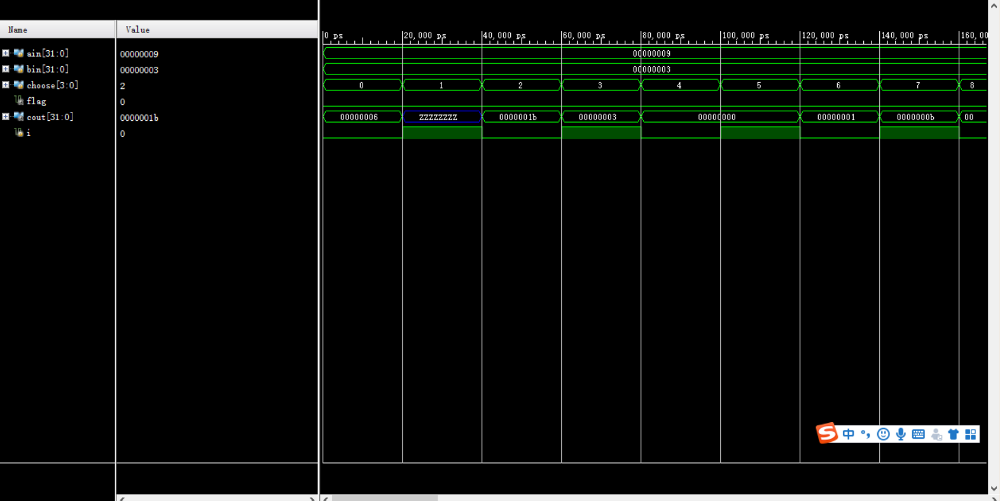 Name Value
0 ps 20,000 ps 40,000 ps 60,000 ps 80,000 ps 100,000 ps 120,000 ps 140,000 ps 160,00
ain[31:0] 00000009 00000009
bin[31:0] 00000003 00000003
choose[3:0] 2 0 1 2 3 4 5 6 7 8
flag 0
cout[31:0] 0000001b 00000006 ZZZZZZZZ 0000001b 00000003 00000000 00000001 0000000b 00
i 0
S 中 °,